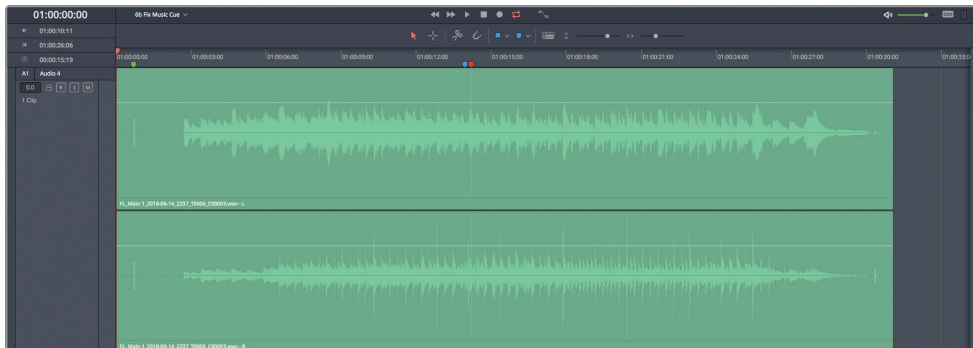 01:00:00:00
6b Fix Music Cue
DIM
01:00:10:11
01:00:26:06
00:00:15:19
01:00:00:00 01:00:03:00 01:00:06:00 01:00:09:00 01:00:12:00 01:00:15:00 01:00:18:00 01:00:21:00 01:00:24:00 01:00:27:00 01:00:30:00 01:00:33:0
A1 Audio 4
0.0 R S M
1 Clip
FL_Main 1_2018-06-14_2237_T0006_C00003.wav - L
FL_Main 1_2018-06-14_2237_T0006_C00003.wav - R